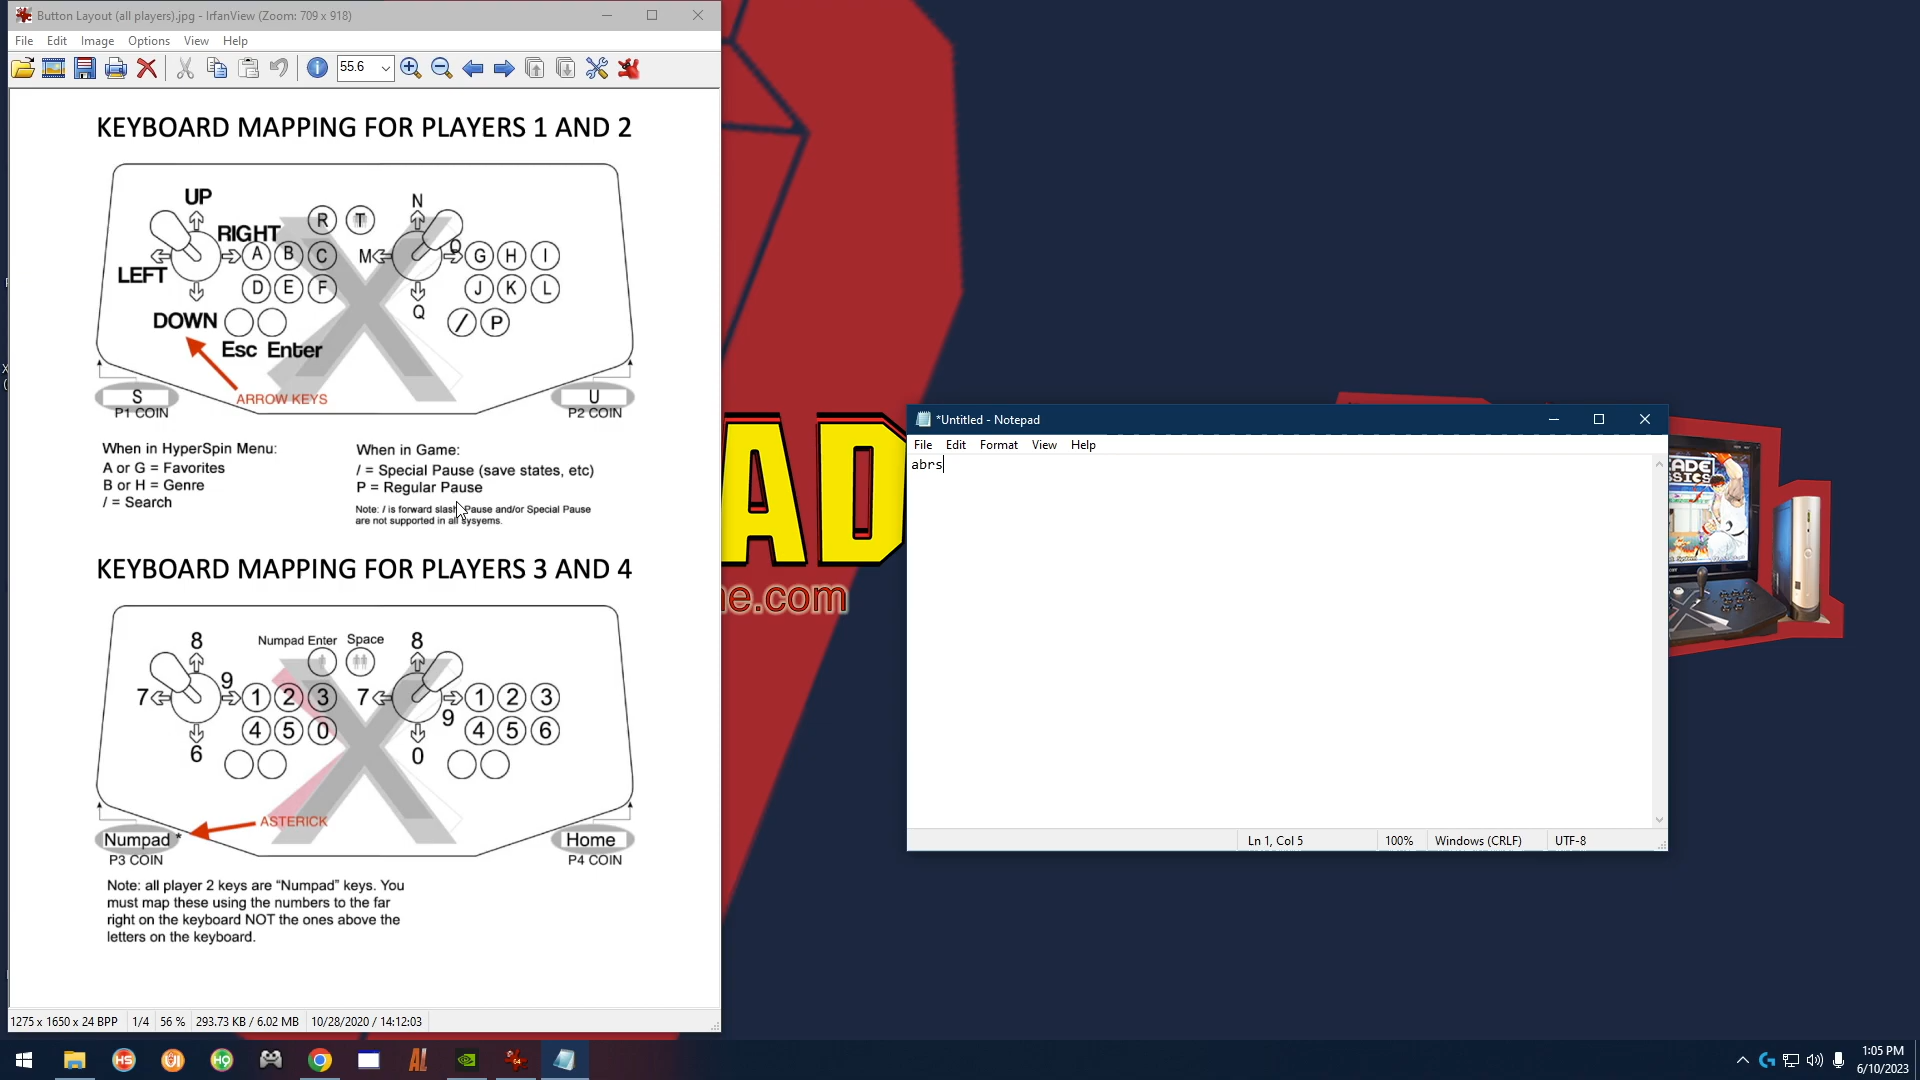 Button Layout (all players).jpg - IrfanView (Zoom: 709 x 918)
File Edit Image Options View Help
55.6
KEYBOARD MAPPING FOR PLAYERS 1 AND 2
UP
N
R T
RIGHT
A B C
M
O
G H I
LEFT
D E F
J K L
DOWN
Q
/ P
Esc Enter
S
P1 COIN
ARROW KEYS
U
P2 COIN
When in HyperSpin Menu:
A or G = Favorites
B or H = Genre
/ = Search
When in Game:
/ = Special Pause (save states, etc)
P = Regular Pause
Note: / is forward slash Pause and/or Special Pause
are not supported in all sysyems.
KEYBOARD MAPPING FOR PLAYERS 3 AND 4
8
Numpad Enter Space
8
7
9
1 2 3
7
9
1 2 3
4 5 0
4 5 6
6
0
Numpad *
P3 COIN
ASTERICK
Home
P4 COIN
Note: all player 2 keys are “Numpad” keys. You
must map these using the numbers to the far
right on the keyboard NOT the ones above the
letters on the keyboard.
1275 x 1650 x 24 BPP 1/4 56 % 293.73 KB / 6.02 MB 10/28/2020 / 14:12:03
AD
ne.com
*Untitled - Notepad
File Edit Format View Help
abrs
Ln 1, Col 5 100% Windows (CRLF) UTF-8
ADE
SSICS
HS
HQ
AL
64
1:05 PM
6/10/2023